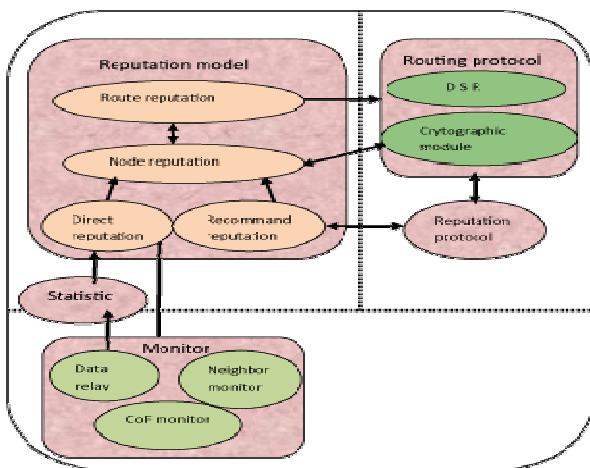 Reputation model
Route reputation
Node reputation
Direct
reputation
Recommand
reputation
Routing protocol
D S R
Crytographic
module
Reputation
protocol
Statistic
Monitor
Data
relay
Neighbor
monitor
CoF monitor